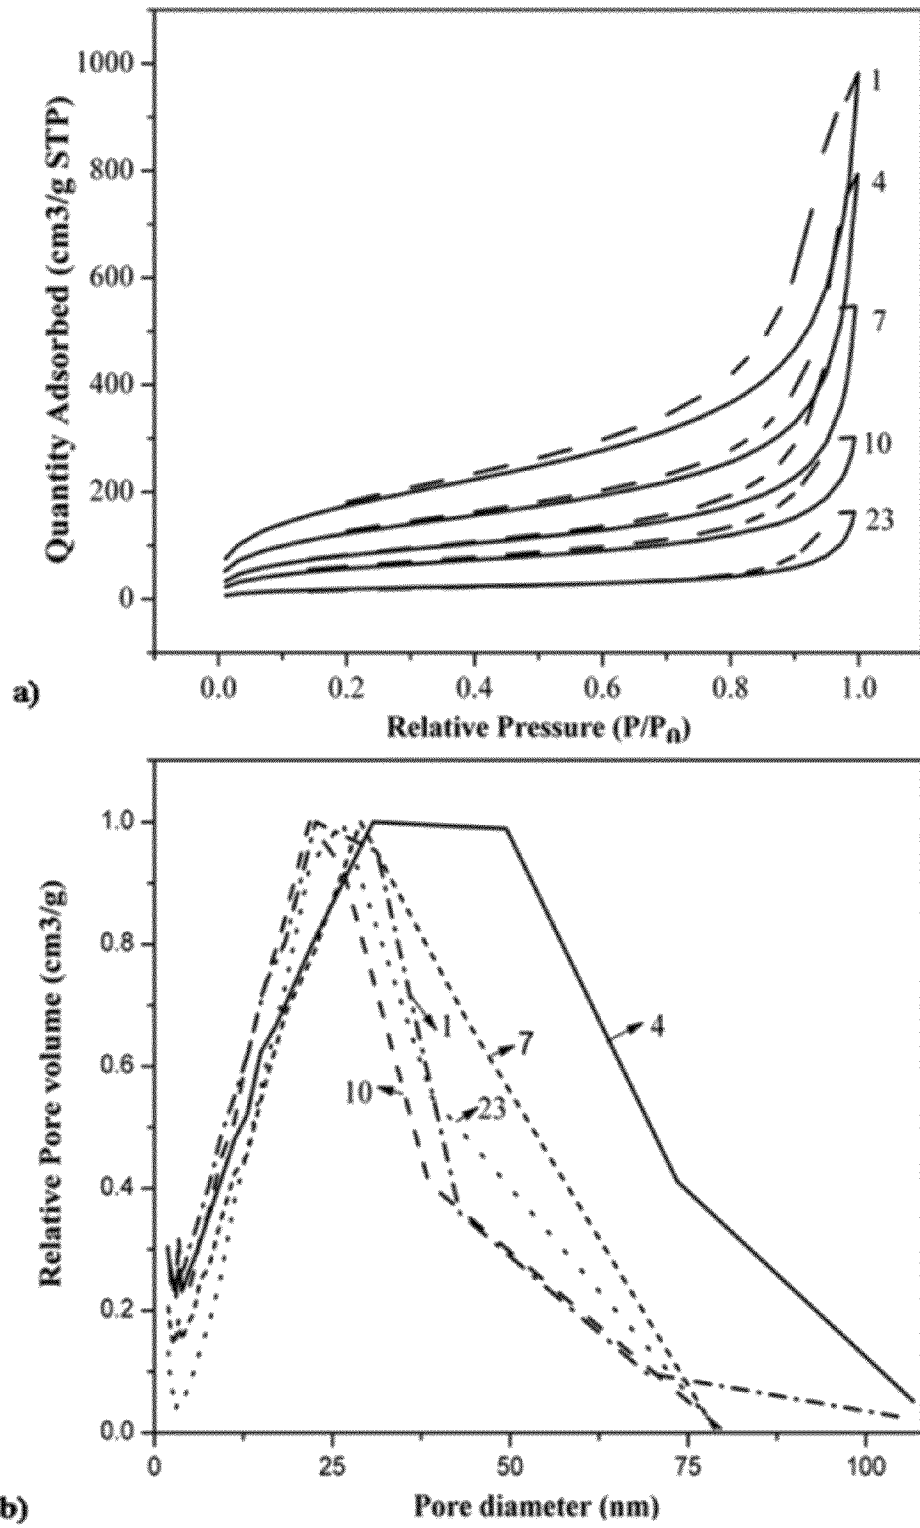 1000
800
600
400
200
0
Quantity Adsorbed (cm3/g STP)
1
4
7
10
23
0.0 0.2 0.4 0.6 0.8 1.0
a)
Relative Pressure (P/P0)
1.0
0.8
0.6
0.4
0.2
0.0
Relative Pore volume (cm3/g)
1
7
4
10
23
0 25 50 75 100
b)
Pore diameter (nm)